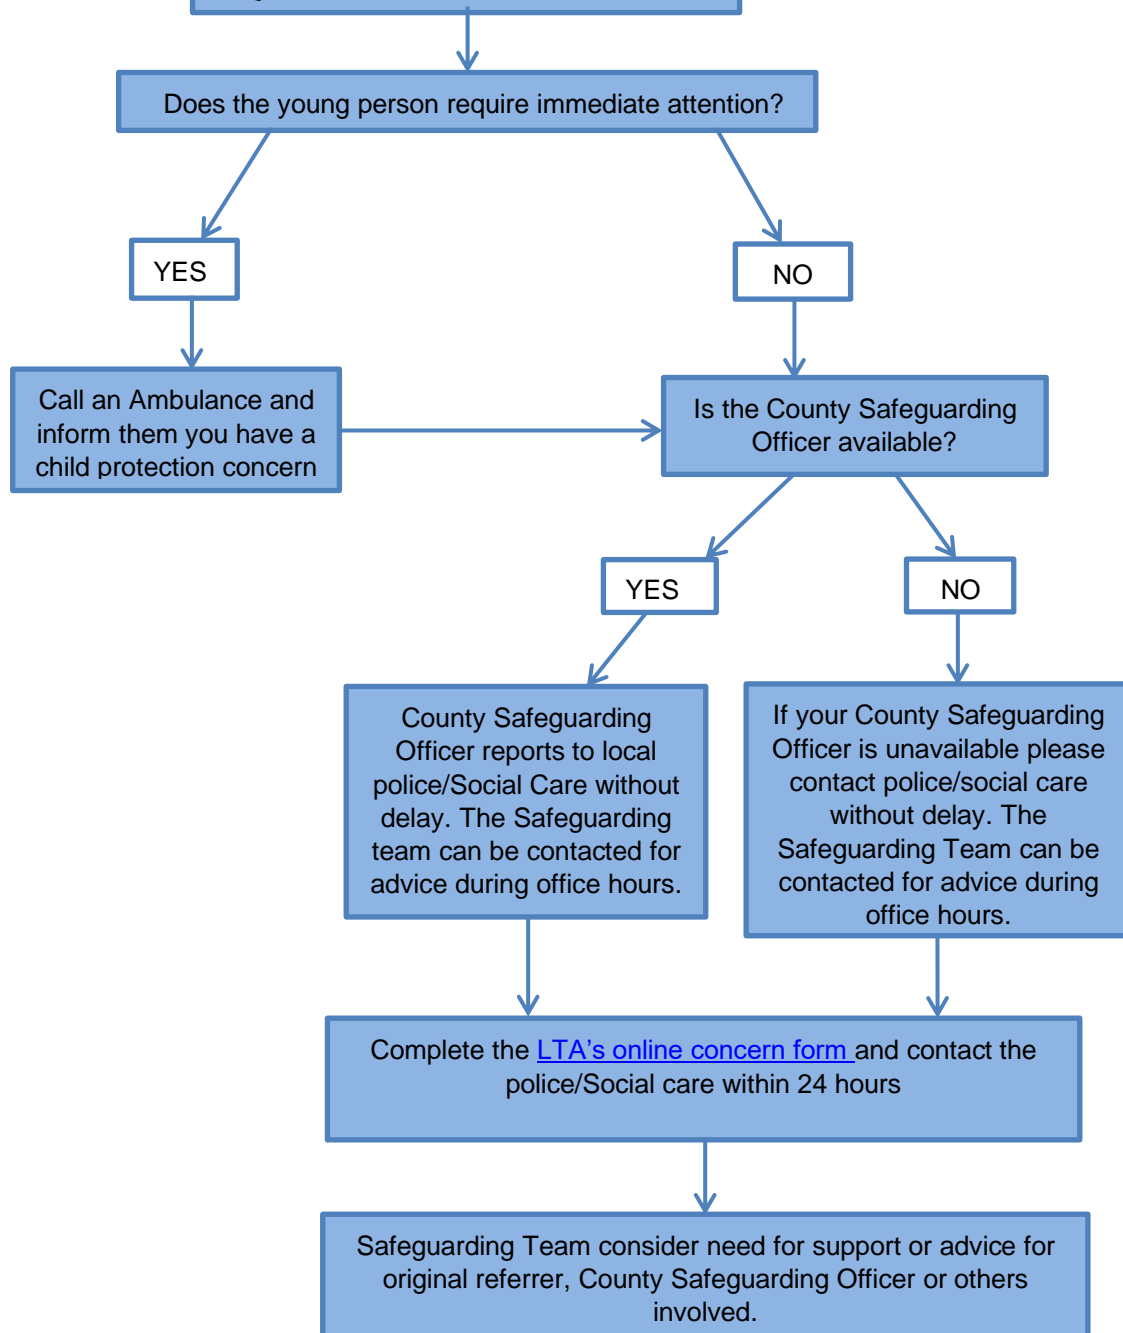 Does the young person require immediate attention?
YES
NO
Call an Ambulance and
inform them you have a
child protection concern
Is the County Safeguarding
Officer available?
YES
NO
County Safeguarding
Officer reports to local
police/Social Care without
delay. The Safeguarding
team can be contacted for
advice during office hours.
If your County Safeguarding
Officer is unavailable please
contact police/social care
without delay. The
Safeguarding Team can be
contacted for advice during
office hours.
Complete the LTA's online concern form and contact the
police/Social care within 24 hours
Safeguarding Team consider need for support or advice for
original referrer, County Safeguarding Officer or others
involved.